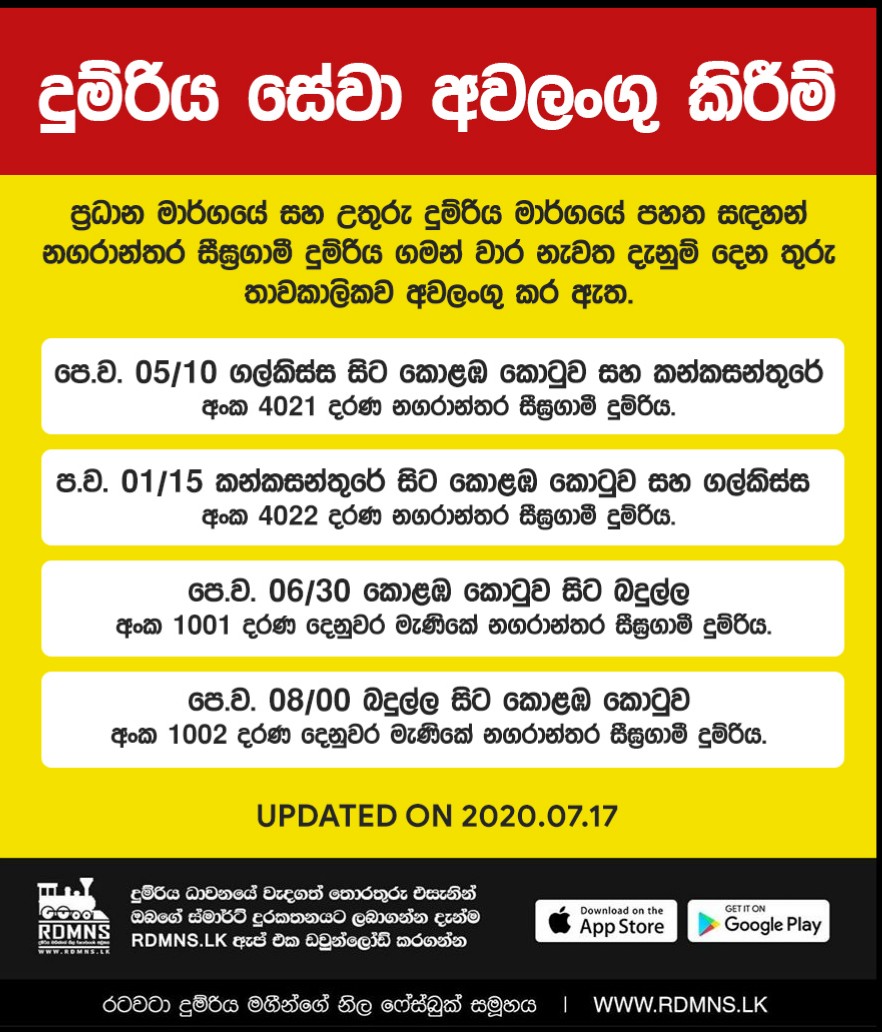 දුම්රිය සේවා අවලංගු කිරීම්
ප්‍රධාන මාර්ගයේ සහ උතුරු දුම්රිය මාර්ගයේ පහත සඳහන්
නගරාන්තර සීඝ්‍රගාමී දුම්රිය ගමන් වාර නැවත දැනුම් දෙන තුරු
තාවකාලිකව අවලංගු කර ඇත.
පෙ.ව. 05/10 ගල්කිස්ස සිට කොළඹ කොටුව සහ කන්කසන්තුරේ
අංක 4021 දරණ නගරාන්තර සීඝ්‍රගාමී දුම්රිය.
ප.ව. 01/15 කන්කසන්තුරේ සිට කොළඹ කොටුව සහ ගල්කිස්ස
අංක 4022 දරණ නගරාන්තර සීඝ්‍රගාමී දුම්රිය.
පෙ.ව. 06/30 කොළඹ කොටුව සිට බදුල්ල
අංක 1001 දරණ දෙනුවර මැණිකේ නගරාන්තර සීඝ්‍රගාමී දුම්රිය.
පෙ.ව. 08/00 බදුල්ල සිට කොළඹ කොටුව
අංක 1002 දරණ දෙනුවර මැණිකේ නගරාන්තර සීඝ්‍රගාමී දුම්රිය.
UPDATED ON 2020.07.17
RDMNS
WWW.RDMNS.LK
දුම්රිය ධාවනයේ වැදගත් තොරතුරු එසැනින්
ඔබගේ ස්මාර්ට් දුරකතනයට ලබාගන්න දැන්ම
RDMNS.LK ඇප් එක ඩවුන්ලෝඩ් කරගන්න
Download on the
App Store
GET IT ON
Google Play
රටවටා දුම්රිය මගීන්ගේ නිල ෆේස්බුක් සමූහය | WWW.RDMNS.LK